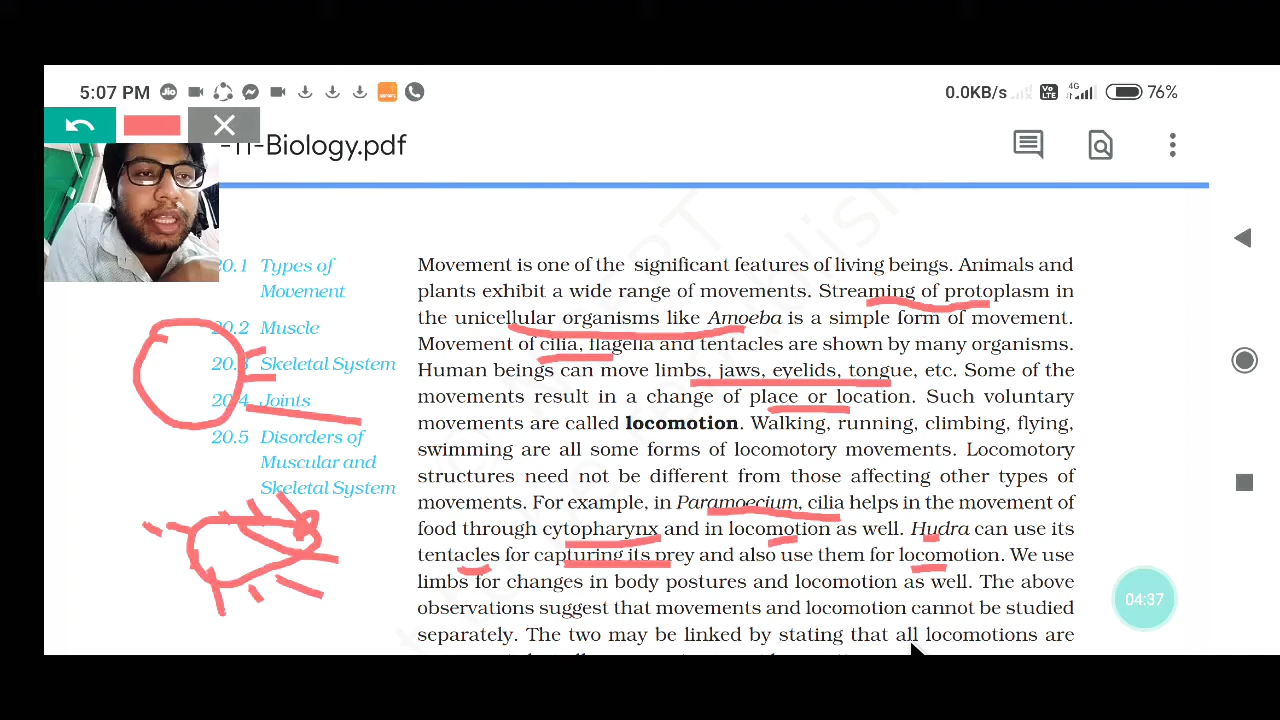 5:07 PM
0.0KB/s Vo LTE 4G 76%
-11-Biology.pdf
20.1 Types of
Movement
20.2 Muscle
20.3 Skeletal System
20.4 Joints
20.5 Disorders of
Muscular and
Skeletal System
Movement is one of the significant features of living beings. Animals and
plants exhibit a wide range of movements. Streaming of protoplasm in
the unicellular organisms like Amoeba is a simple form of movement.
Movement of cilia, flagella and tentacles are shown by many organisms.
Human beings can move limbs, jaws, eyelids, tongue, etc. Some of the
movements result in a change of place or location. Such voluntary
movements are called locomotion. Walking, running, climbing, flying,
swimming are all some forms of locomotory movements. Locomotory
structures need not be different from those affecting other types of
movements. For example, in Paramoecium, cilia helps in the movement of
food through cytopharynx and in locomotion as well. Hydra can use its
tentacles for capturing its prey and also use them for locomotion. We use
limbs for changes in body postures and locomotion as well. The above
observations suggest that movements and locomotion cannot be studied
separately. The two may be linked by stating that all locomotions are
04:37